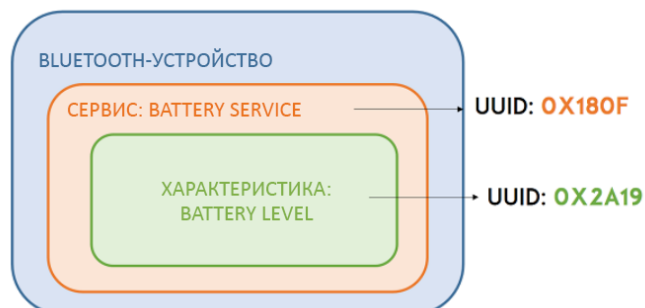 BLUETOOTH-УСТРОЙСТВО
СЕРВИС: BATTERY SERVICE
UUID: 0X180F
ХАРАКТЕРИСТИКА:
BATTERY LEVEL
UUID: 0X2A19